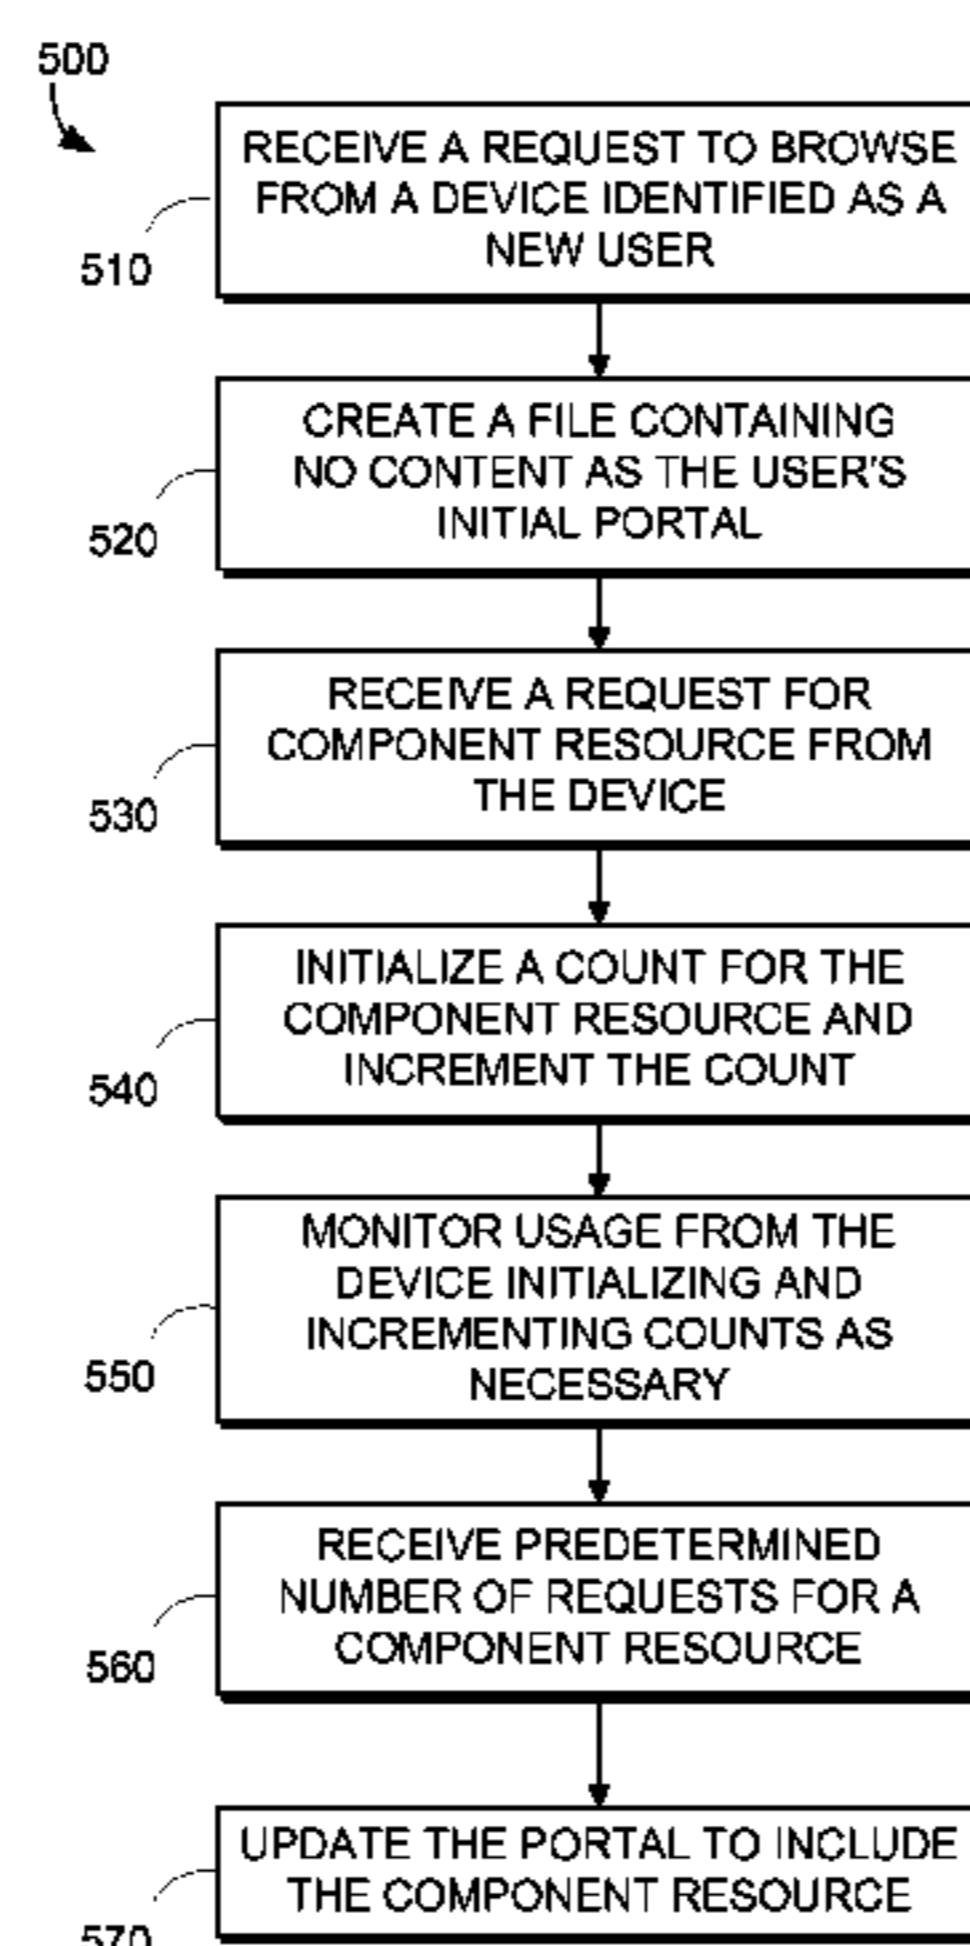 500
RECEIVE A REQUEST TO BROWSE
FROM A DEVICE IDENTIFIED AS A
NEW USER
510
CREATE A FILE CONTAINING
NO CONTENT AS THE USER'S
INITIAL PORTAL
520
RECEIVE A REQUEST FOR
COMPONENT RESOURCE FROM
THE DEVICE
530
INITIALIZE A COUNT FOR THE
COMPONENT RESOURCE AND
INCREMENT THE COUNT
540
MONITOR USAGE FROM THE
DEVICE INITIALIZING AND
INCREMENTING COUNTS AS
NECESSARY
550
RECEIVE PREDETERMINED
NUMBER OF REQUESTS FOR A
COMPONENT RESOURCE
560
UPDATE THE PORTAL TO INCLUDE
THE COMPONENT RESOURCE
570